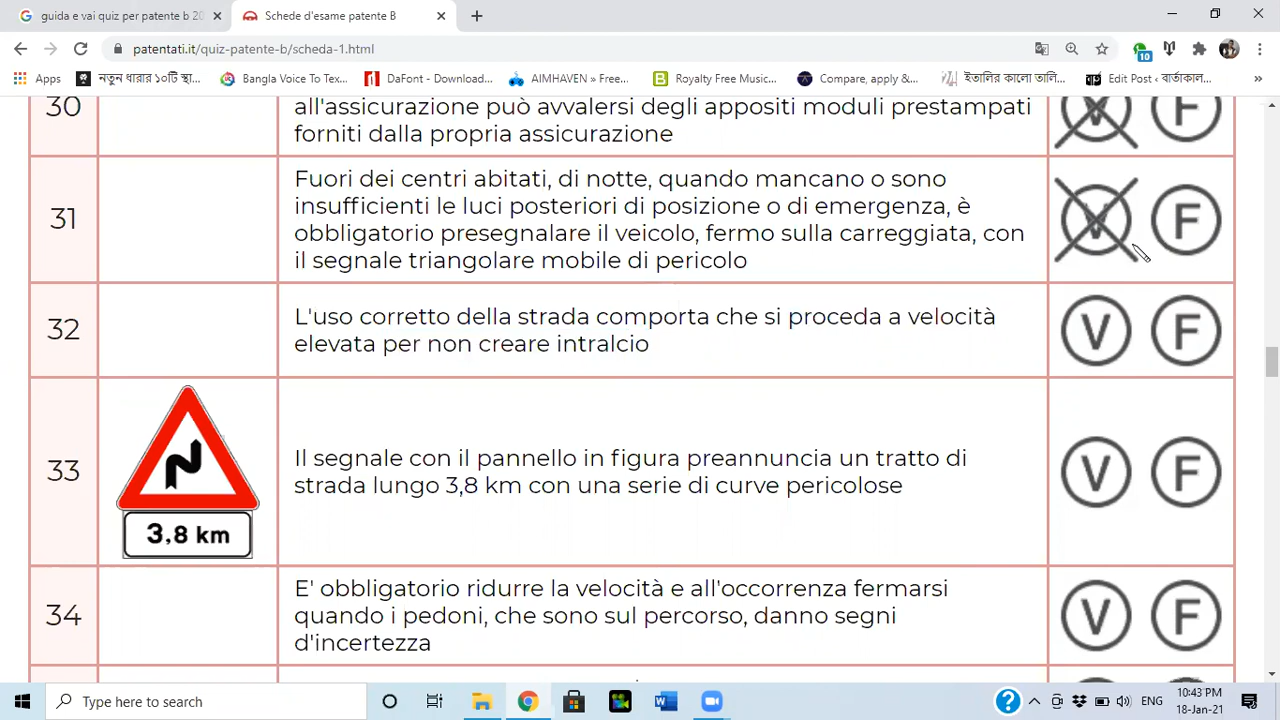 guida e vai quiz per patente b 20
Schede d'esame patente B
patentati.it/quiz-patente-b/scheda-1.html
10
Apps
নতুন ধারার ১০টি স্থা...
Bangla Voice To Tex...
DaFont - Download...
AIMHAVEN » Free...
Royalty Free Music...
Compare, apply &...
ইতালির কালো তালি...
Edit Post ‹ বার্তাকাল...
»
30
all'assicurazione può avvalersi degli appositi moduli prestampati
forniti dalla propria assicurazione
V F
31
Fuori dei centri abitati, di notte, quando mancano o sono
insufficienti le luci posteriori di posizione o di emergenza, è
obbligatorio presegnalare il veicolo, fermo sulla carreggiata, con
il segnale triangolare mobile di pericolo
V F
32
L'uso corretto della strada comporta che si proceda a velocità
elevata per non creare intralcio
V F
33
3,8 km
Il segnale con il pannello in figura preannuncia un tratto di
strada lungo 3,8 km con una serie di curve pericolose
V F
34
E' obbligatorio ridurre la velocità e all'occorrenza fermarsi
quando i pedoni, che sono sul percorso, danno segni
d'incertezza
V F
Type here to search
ENG
10:43 PM
18-Jan-21